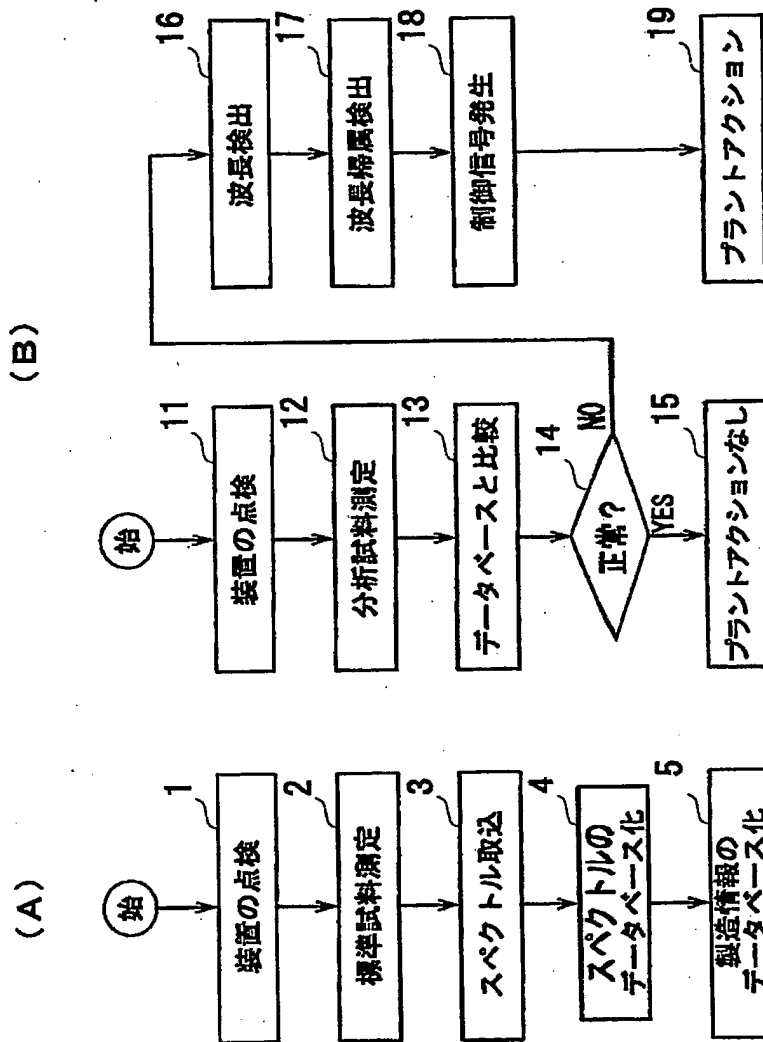 (A)
始
装置の点検
1
標準試料測定
2
スペクトル取込
3
スペクトルの
データベース化
4
製造情報の
データベース化
5
(B)
始
装置の点検
11
分析試料測定
12
データベースと比較
13
正常?
14
NO
YES
プラントアクションなし
15
波長検出
16
波長帰属検出
17
制御信号発生
18
プラントアクション
19